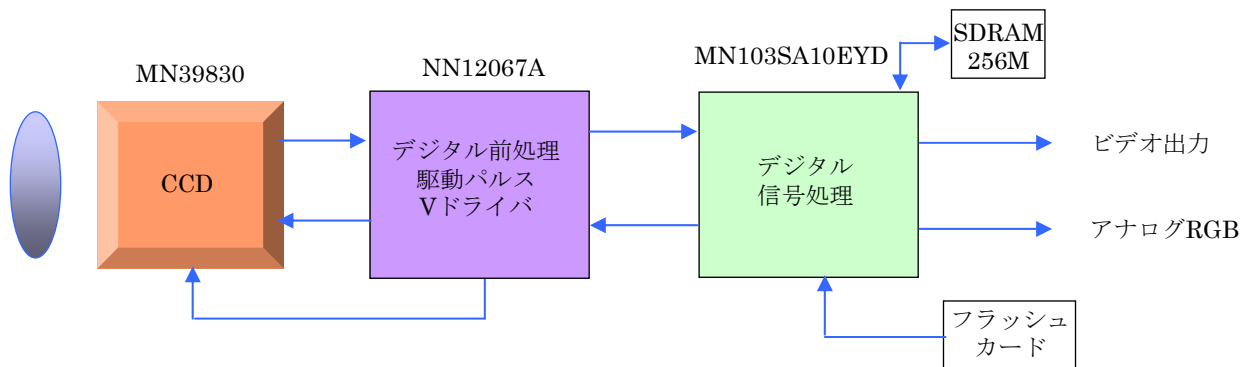 MN39830
CCD
NN12067A
デジタル前処理
駆動パルス
Vドライバ
MN103SA10EYD
デジタル
信号処理
SDRAM
256M
ビデオ出力
アナログRGB
フラッシュ
カード